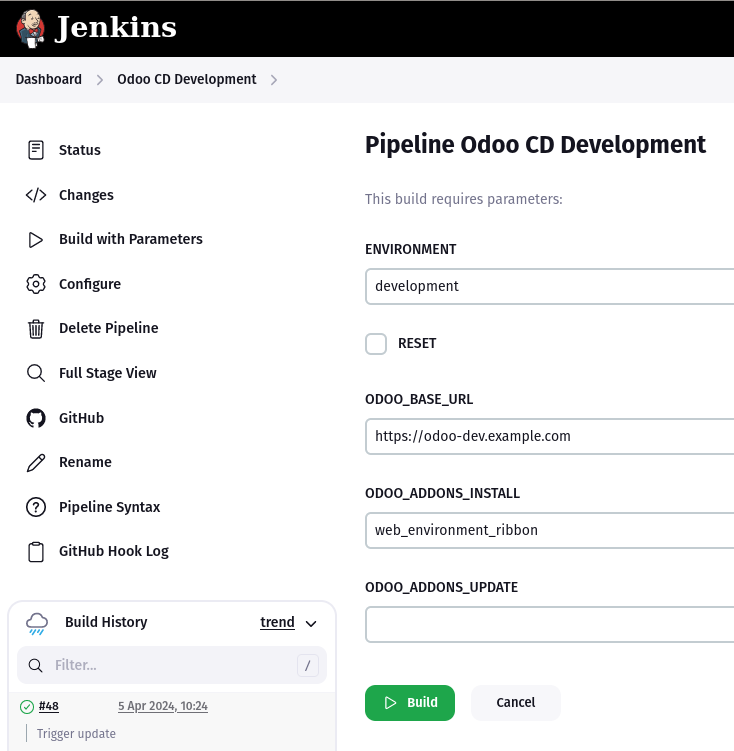 Jenkins
Dashboard
Odoo CD Development
Status
Changes
Build with Parameters
Configure
Delete Pipeline
Full Stage View
GitHub
Rename
Pipeline Syntax
GitHub Hook Log
Build History
trend
Filter...
/
#48
5 Apr 2024, 10:24
Trigger update
Pipeline Odoo CD Development
This build requires parameters:
ENVIRONMENT
development
RESET
ODOO_BASE_URL
https://odoo-dev.example.com
ODOO_ADDONS_INSTALL
web_environment_ribbon
ODOO_ADDONS_UPDATE
Build
Cancel